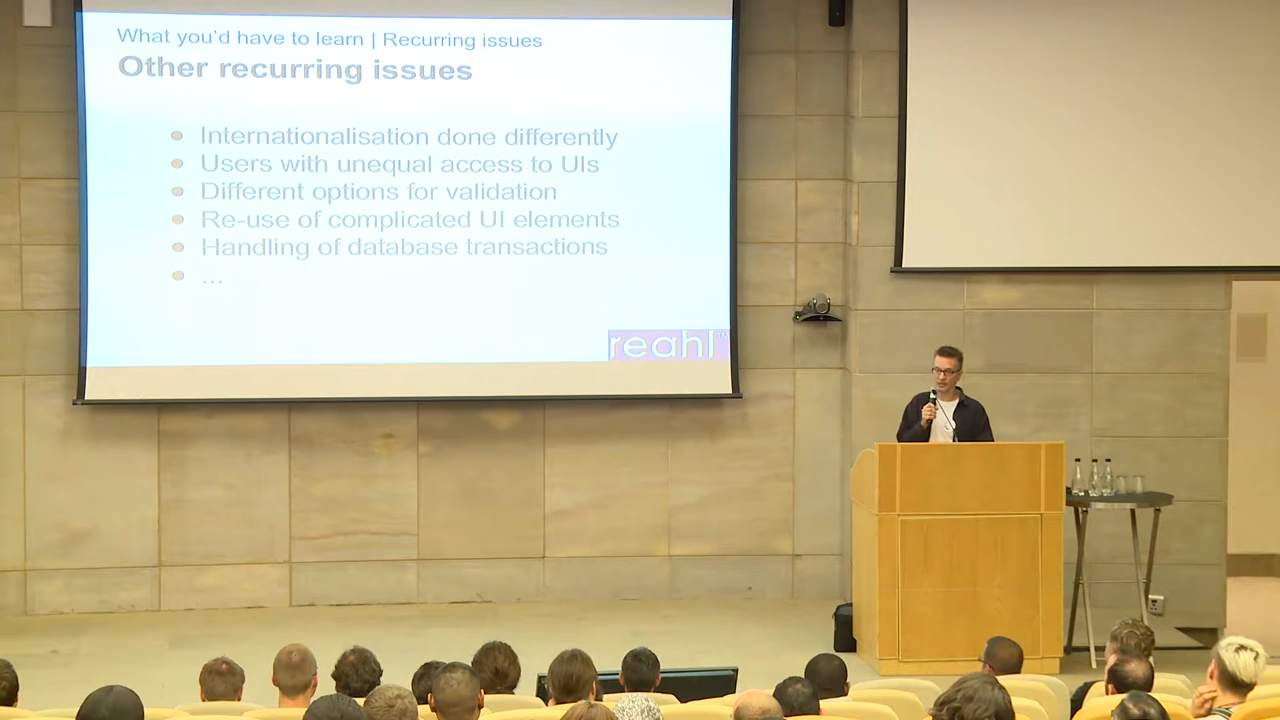 What you'd have to learn | Recurring issues
Other recurring issues
● Internationalisation done differently
● Users with unequal access to UIs
● Different options for validation
● Re-use of complicated UI elements
● Handling of database transactions
● ...
reahl™